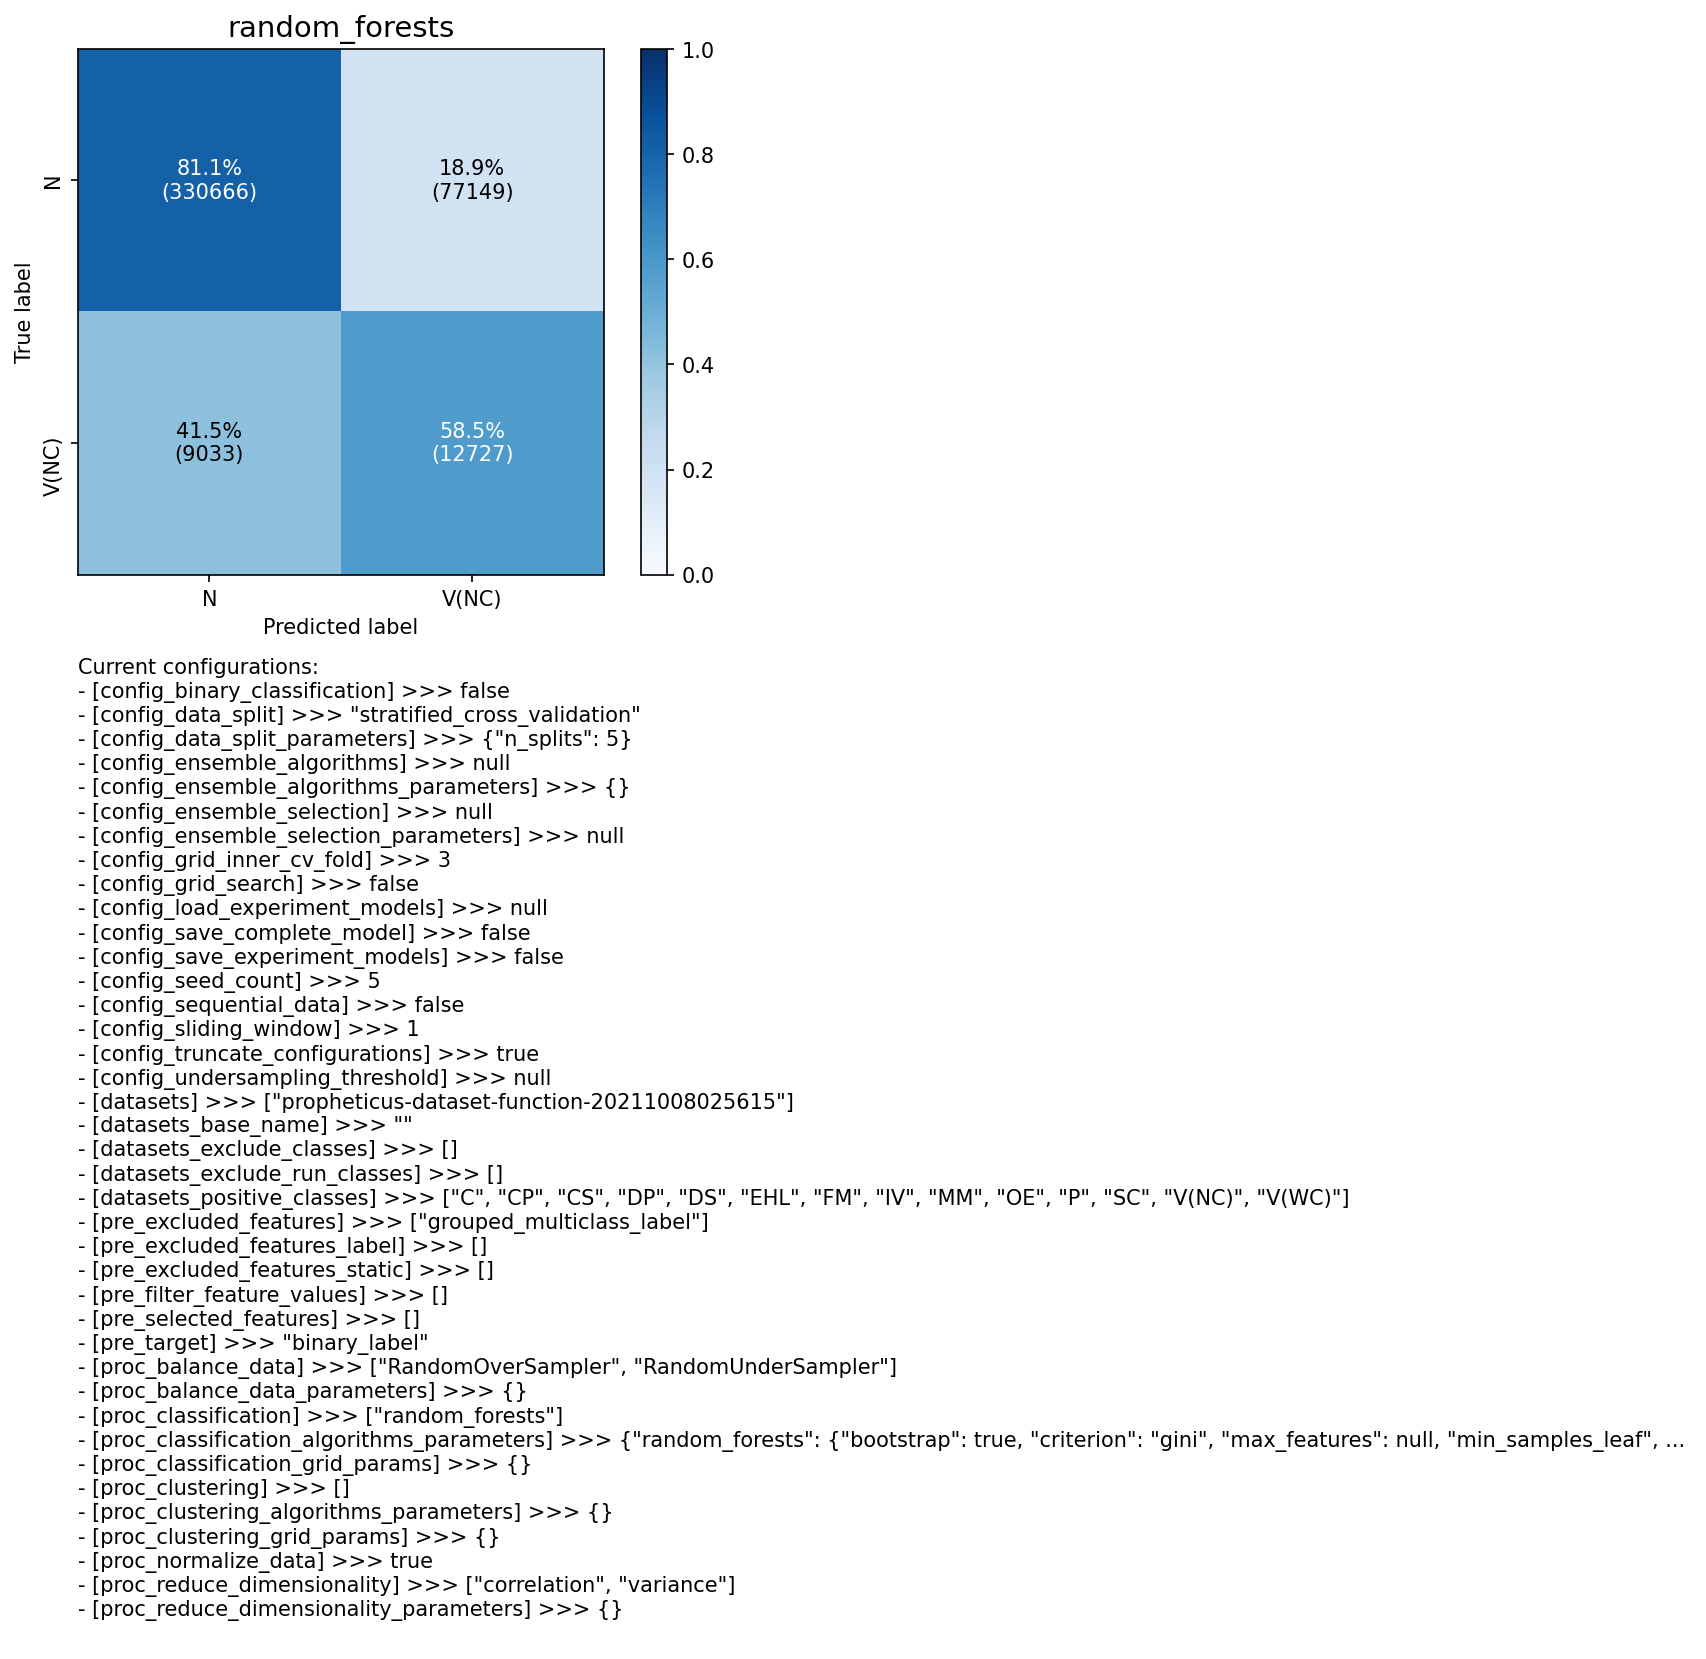 random_forests
81.1%
(330666)
18.9%
(77149)
41.5%
(9033)
58.5%
(12727)
N
V(NC)
True label
N
V(NC)
Predicted label
1.0
0.8
0.6
0.4
0.2
0.0
Current configurations:
- [config_binary_classification] >>> false
- [config_data_split] >>> "stratified_cross_validation"
- [config_data_split_parameters] >>> {"n_splits": 5}
- [config_ensemble_algorithms] >>> null
- [config_ensemble_algorithms_parameters] >>> {}
- [config_ensemble_selection] >>> null
- [config_ensemble_selection_parameters] >>> null
- [config_grid_inner_cv_fold] >>> 3
- [config_grid_search] >>> false
- [config_load_experiment_models] >>> null
- [config_save_complete_model] >>> false
- [config_save_experiment_models] >>> false
- [config_seed_count] >>> 5
- [config_sequential_data] >>> false
- [config_sliding_window] >>> 1
- [config_truncate_configurations] >>> true
- [config_undersampling_threshold] >>> null
- [datasets] >>> ["propheticus-dataset-function-20211008025615"]
- [datasets_base_name] >>> ""
- [datasets_exclude_classes] >>> []
- [datasets_exclude_run_classes] >>> []
- [datasets_positive_classes] >>> ["C", "CP", "CS", "DP", "DS", "EHL", "FM", "IV", "MM", "OE", "P", "SC", "V(NC)", "V(WC)"]
- [pre_excluded_features] >>> ["grouped_multiclass_label"]
- [pre_excluded_features_label] >>> []
- [pre_excluded_features_static] >>> []
- [pre_filter_feature_values] >>> []
- [pre_selected_features] >>> []
- [pre_target] >>> "binary_label"
- [proc_balance_data] >>> ["RandomOverSampler", "RandomUnderSampler"]
- [proc_balance_data_parameters] >>> {}
- [proc_classification] >>> ["random_forests"]
- [proc_classification_algorithms_parameters] >>> {"random_forests": {"bootstrap": true, "criterion": "gini", "max_features": null, "min_samples_leaf", ...
- [proc_classification_grid_params] >>> {}
- [proc_clustering] >>> []
- [proc_clustering_algorithms_parameters] >>> {}
- [proc_clustering_grid_params] >>> {}
- [proc_normalize_data] >>> true
- [proc_reduce_dimensionality] >>> ["correlation", "variance"]
- [proc_reduce_dimensionality_parameters] >>> {}